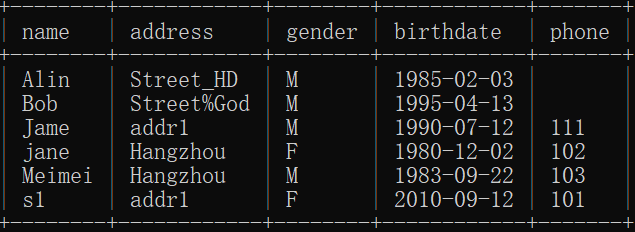 name address gender birthdate phone
Alin Street_HD M 1985-02-03
Bob Street%God M 1995-04-13
Jame addr1 M 1990-07-12 111
jane Hangzhou F 1980-12-02 102
Meimei Hangzhou M 1983-09-22 103
s1 addr1 F 2010-09-12 101